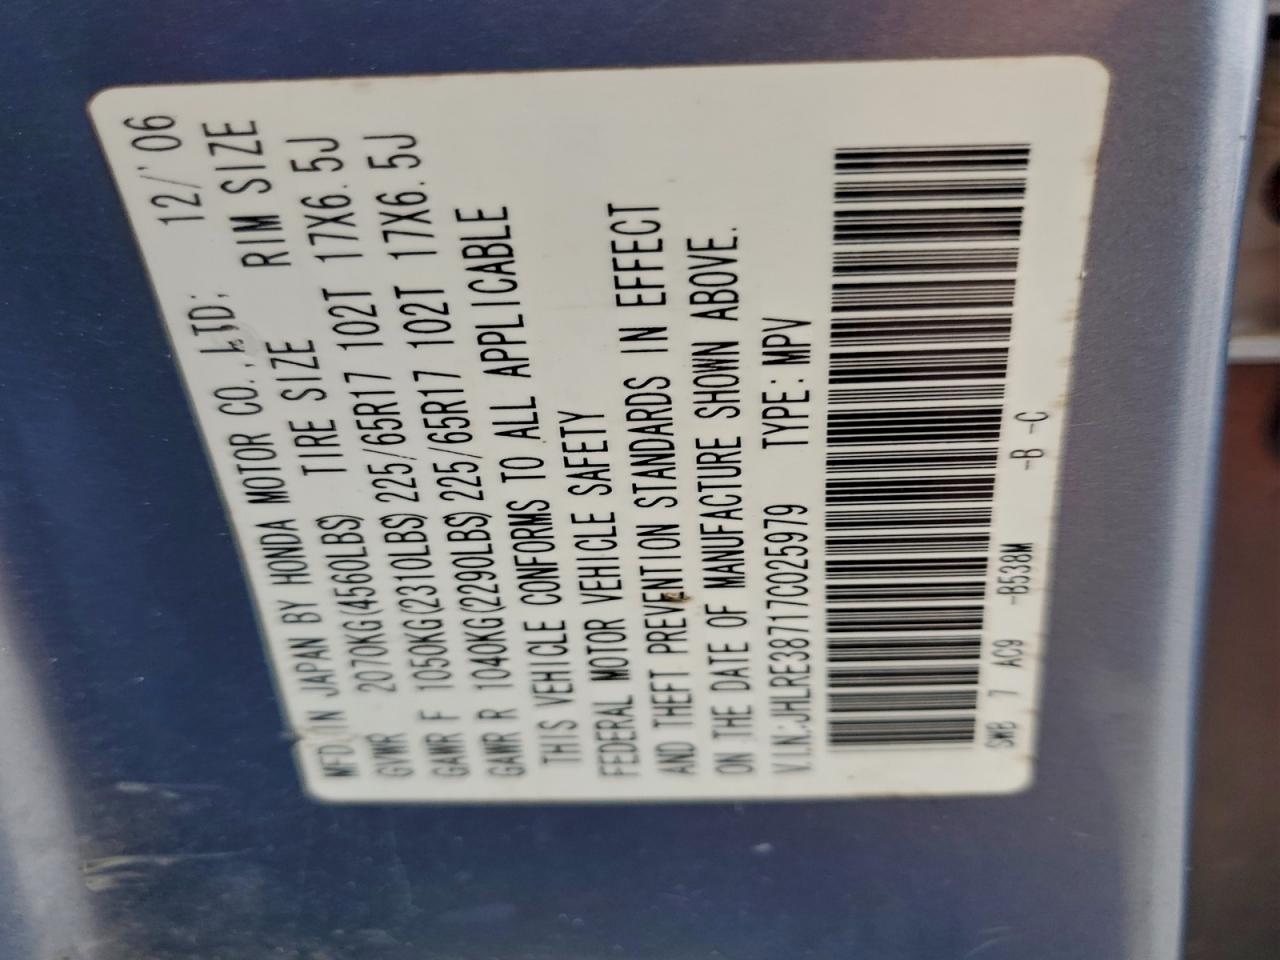 MFD IN JAPAN BY HONDA MOTOR CO., LTD. 12/'06
GVWR 2070KG(4560LBS) TIRE SIZE RIM SIZE
GAWR F 1050KG(2310LBS) 225/65R17 102T 17X6.5J
GAWR R 1040KG(2290LBS) 225/65R17 102T 17X6.5J
THIS VEHICLE CONFORMS TO ALL APPLICABLE
FEDERAL MOTOR VEHICLE SAFETY
AND THEFT PREVENTION STANDARDS IN EFFECT
ON THE DATE OF MANUFACTURE SHOWN ABOVE.
V.I.N.:JHLRE38717C025979 TYPE:MPV
SWB 7 AC9 -B538M -B -C